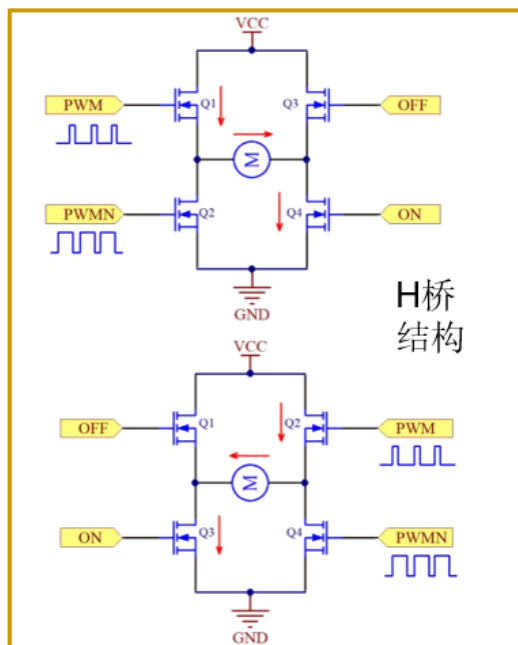 VCC
PWM Q1 Q3 OFF
M
PWMN Q2 Q4 ON
GND
H桥
结构
VCC
OFF Q1 Q2 PWM
M
ON Q3 Q4 PWMN
GND